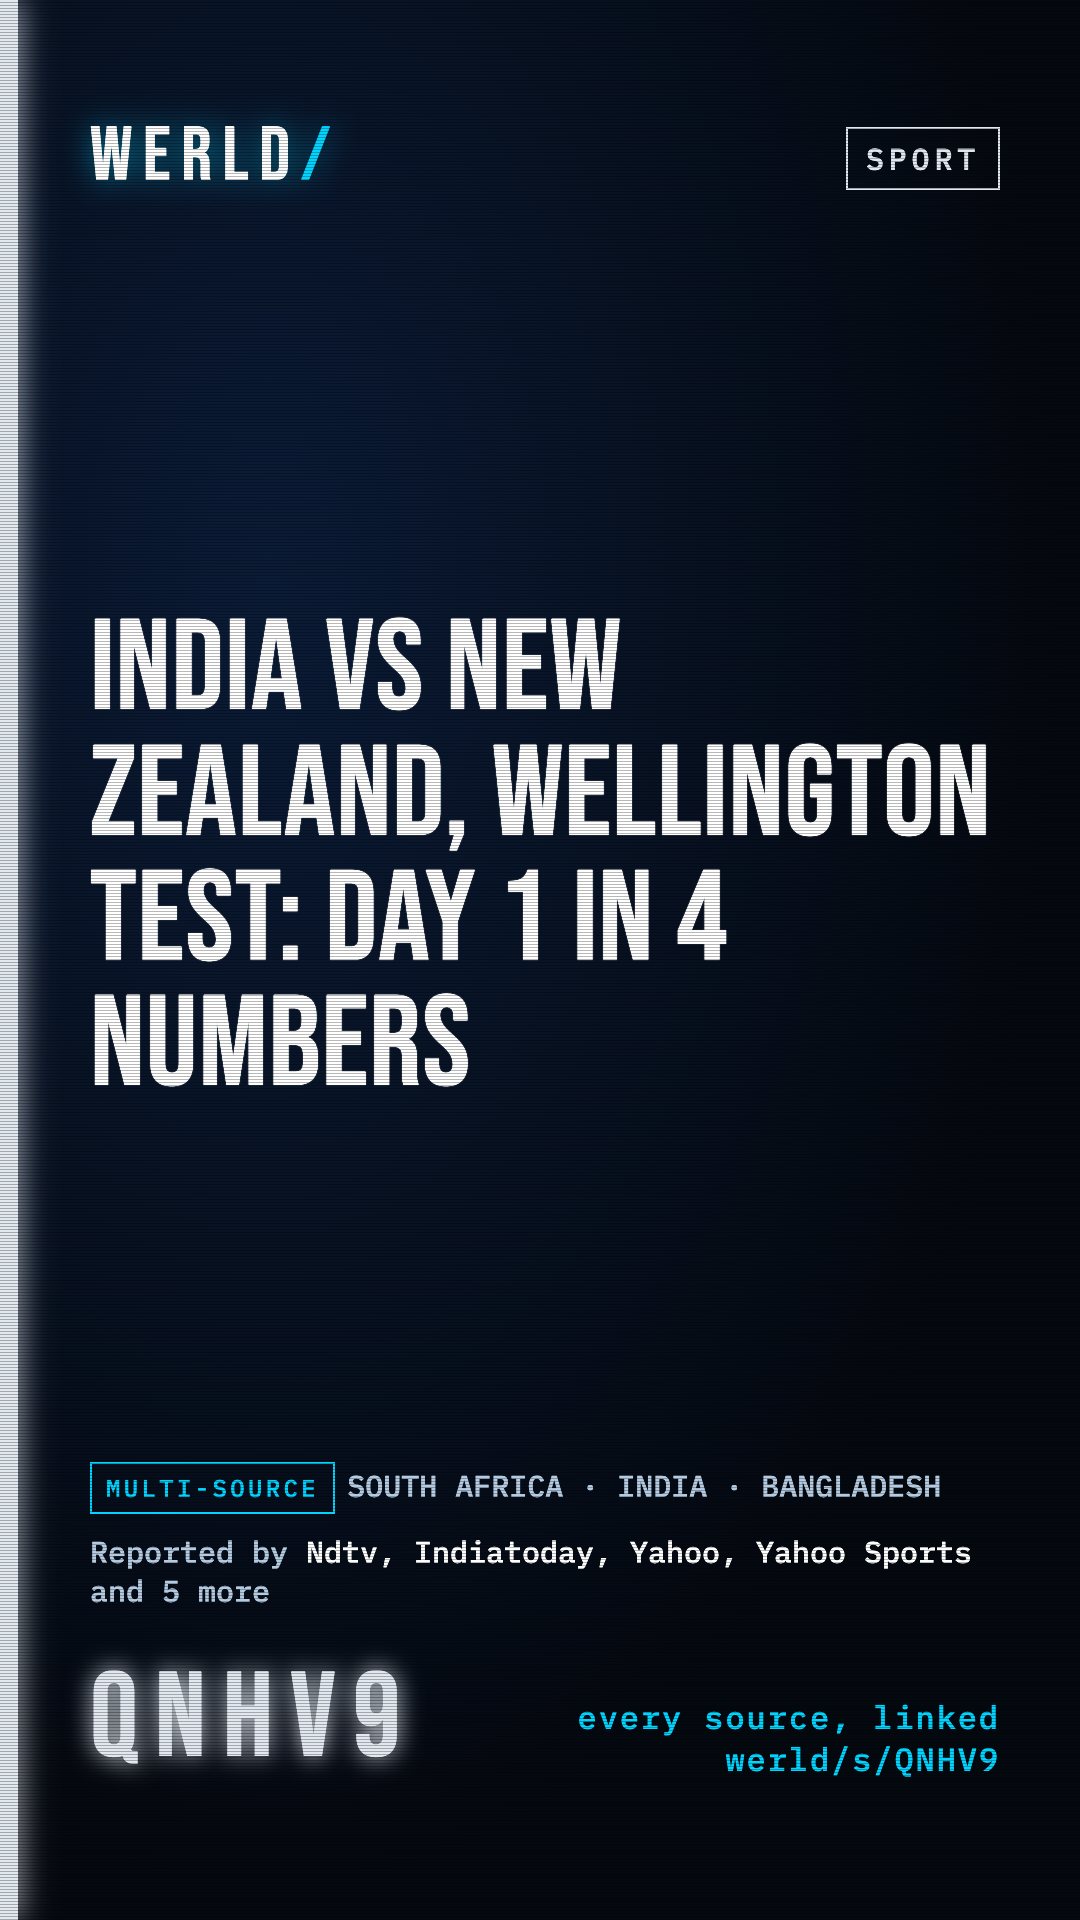 WERLD/
SPORT
INDIA VS NEW
ZEALAND, WELLINGTON
TEST: DAY 1 IN 4
NUMBERS
MULTI-SOURCE SOUTH AFRICA · INDIA · BANGLADESH
Reported by Ndtv, Indiatoday, Yahoo, Yahoo Sports
and 5 more
QNHV9
every source, linked
werld/s/QNHV9